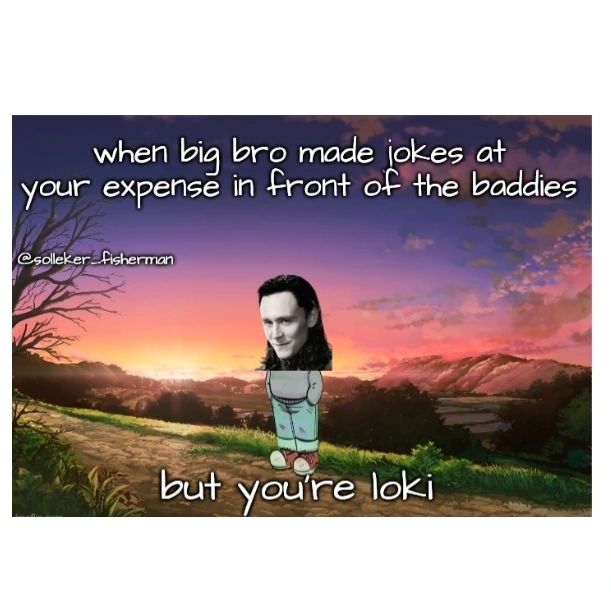 when big bro made jokes at
your expense in front of the baddies
@solleker_fisherman
but you're loki